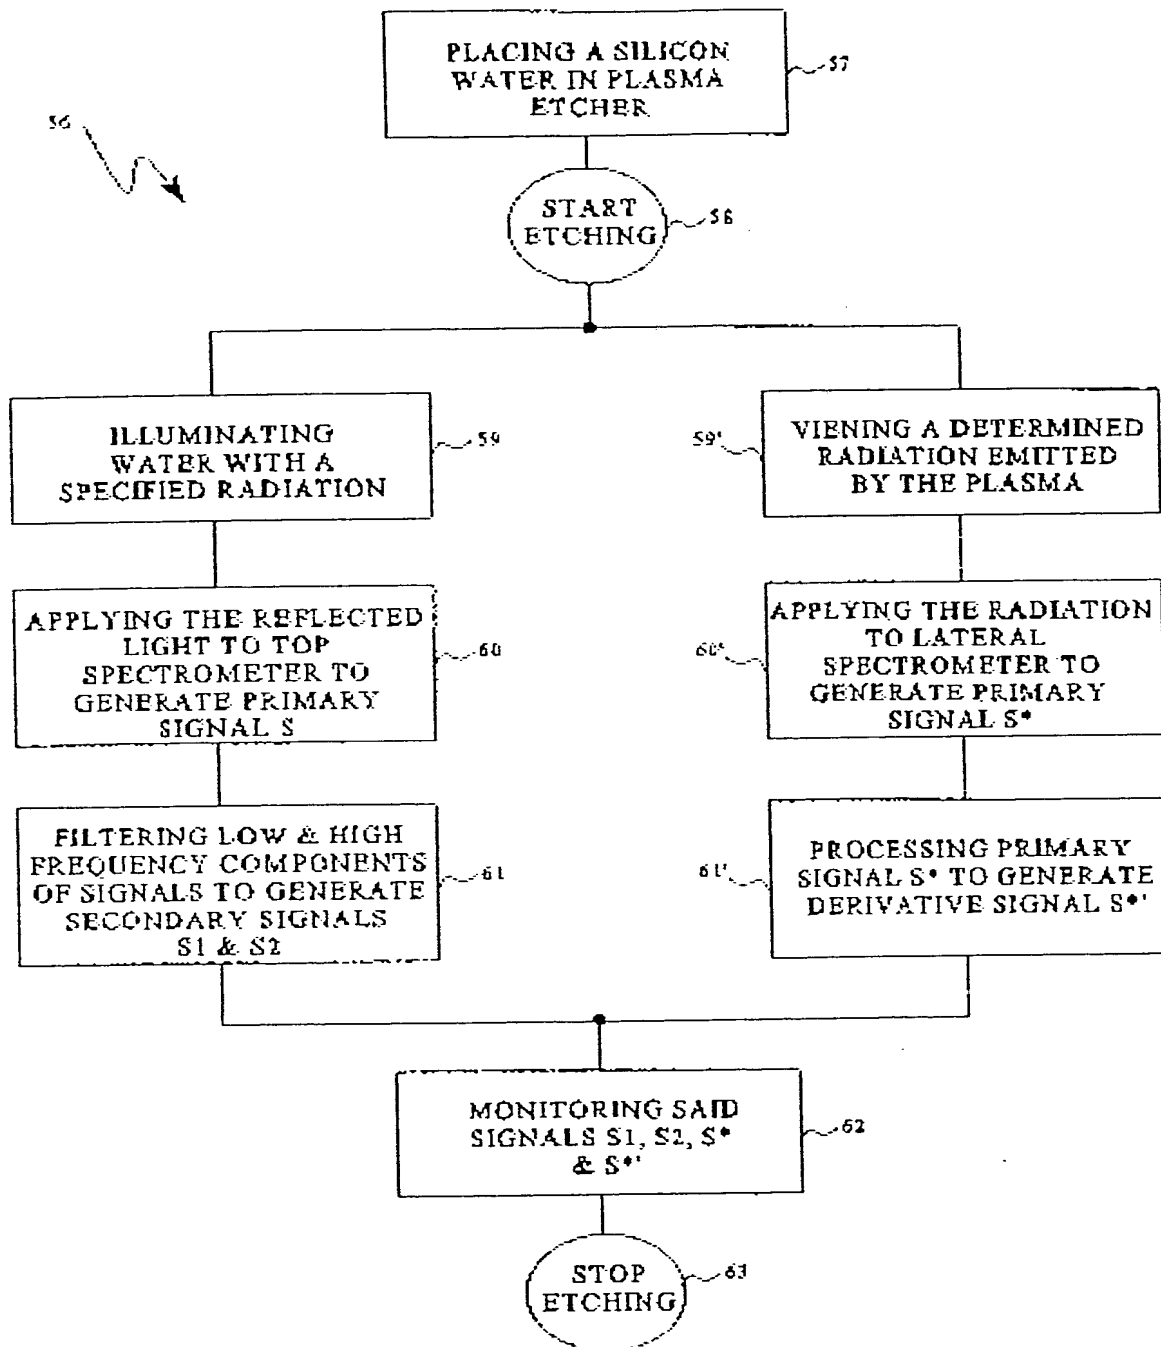 PLACING A SILICON
WATER IN PLASMA
ETCHER
57
56
START
ETCHING
58
ILLUMINATING
WATER WITH A
SPECIFIED RADIATION
59
59'
VIENING A DETERMINED
RADIATION EMITTED
BY THE PLASMA
APPLYING THE REFLECTED
LIGHT TO TOP
SPECTROMETER TO
GENERATE PRIMARY
SIGNAL S
60
60'
APPLYING THE RADIATION
TO LATERAL
SPECTROMETER TO
GENERATE PRIMARY
SIGNAL S*
FILTERING LOW & HIGH
FREQUENCY COMPONENTS
OF SIGNALS TO GENERATE
SECONDARY SIGNALS
S1 & S2
61
61'
PROCESSING PRIMARY
SIGNAL S* TO GENERATE
DERIVATIVE SIGNAL S*'
MONITORING SAID
SIGNALS S1, S2, S*
& S*'
62
STOP
ETCHING
63